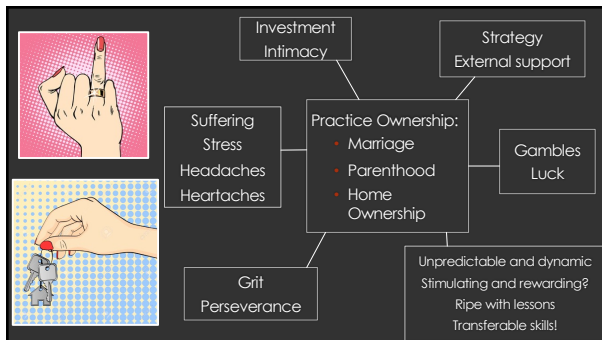 Investment
Intimacy
Strategy
External support
Suffering
Stress
Headaches
Heartaches
Practice Ownership:
• Marriage
• Parenthood
• Home
Ownership
Gambles
Luck
Grit
Perseverance
Unpredictable and dynamic
Stimulating and rewarding?
Ripe with lessons
Transferable skills!